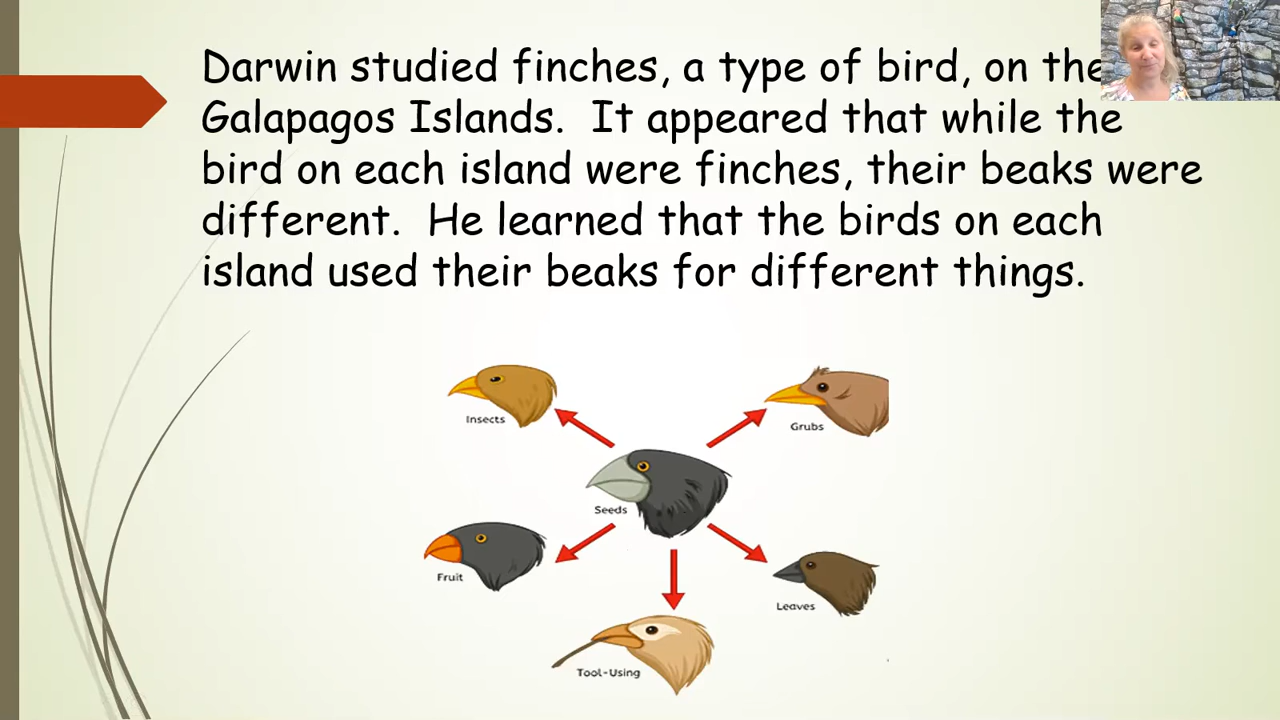 Darwin studied finches, a type of bird, on the
Galapagos Islands.  It appeared that while the
bird on each island were finches, their beaks were
different.  He learned that the birds on each
island used their beaks for different things.
Insects
Grubs
Seeds
Fruit
Leaves
Tool-Using